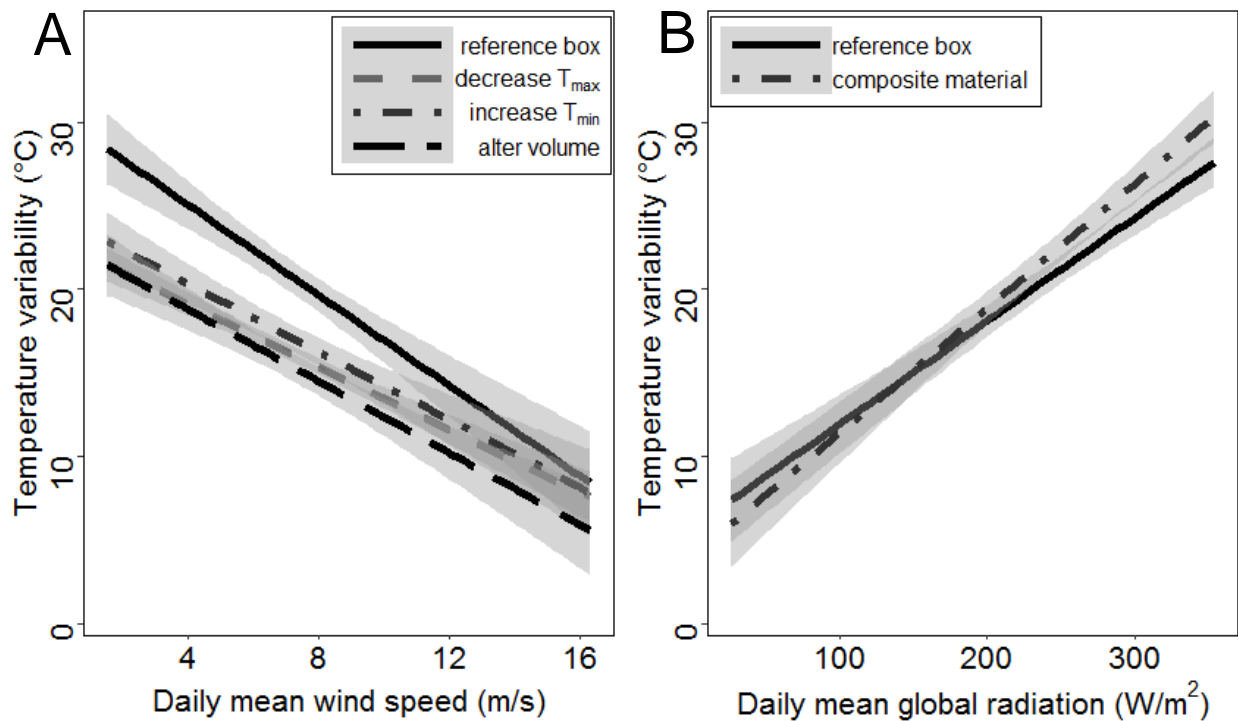 A
reference box
decrease Tmax
increase Tmin
alter volume
Temperature variability (°C)
30
20
10
0
4
8
12
16
Daily mean wind speed (m/s)
B
reference box
composite material
Temperature variability (°C)
30
20
10
0
100
200
300
Daily mean global radiation (W/m²)